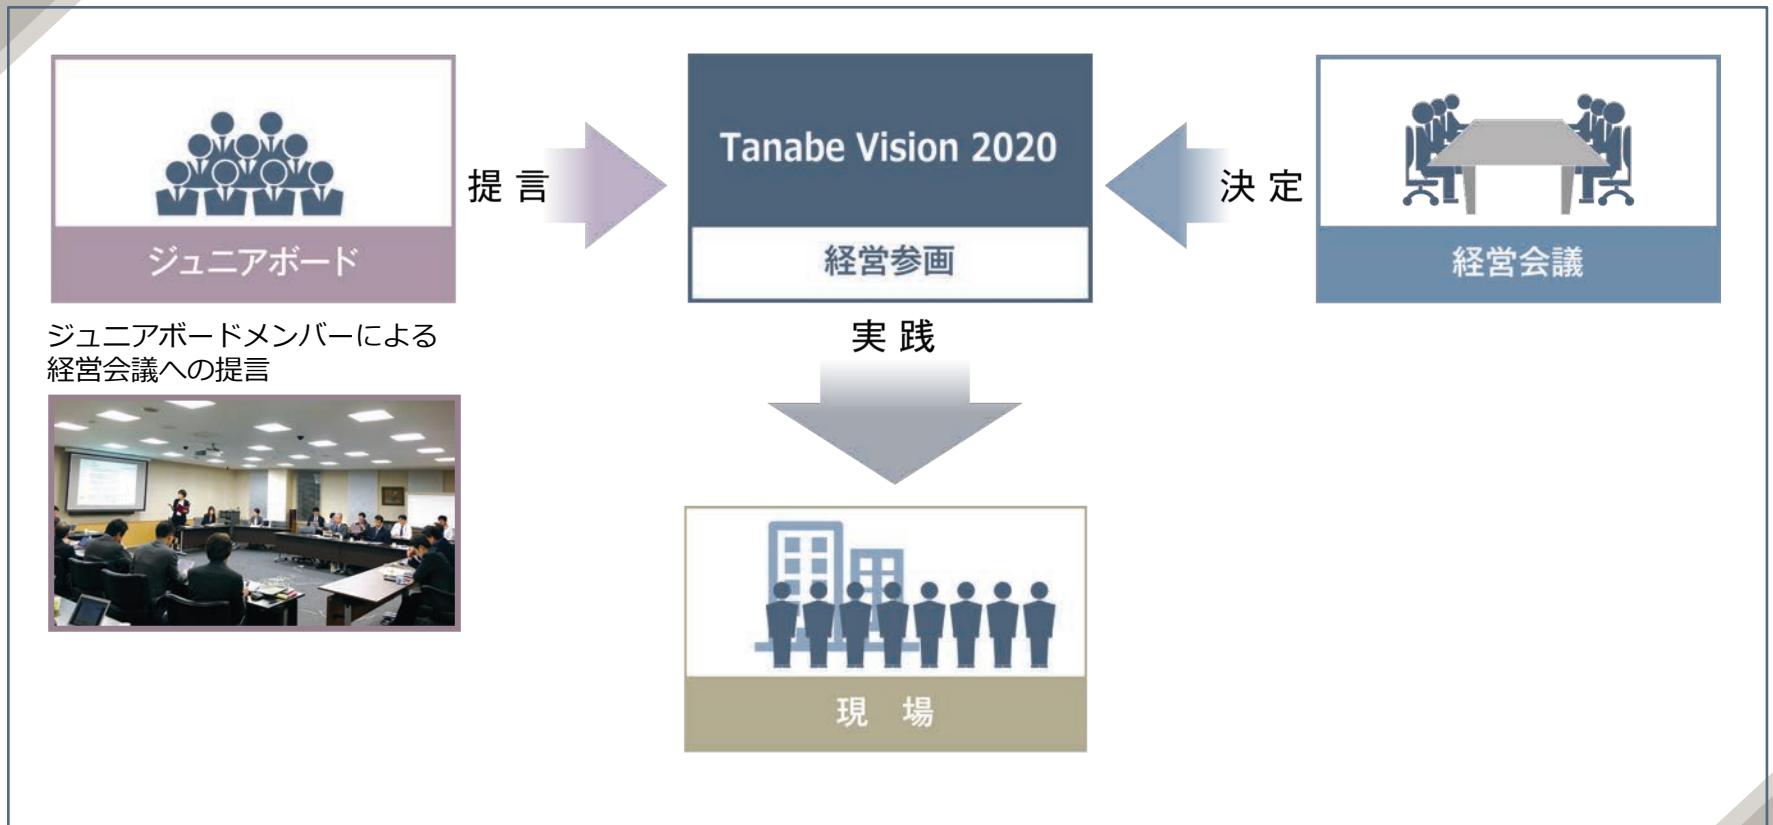 提言
Tanabe Vision 2020
決定
ジュニアボード
経営参画
経営会議
ジュニアボードメンバーによる
経営会議への提言
実践
現 場